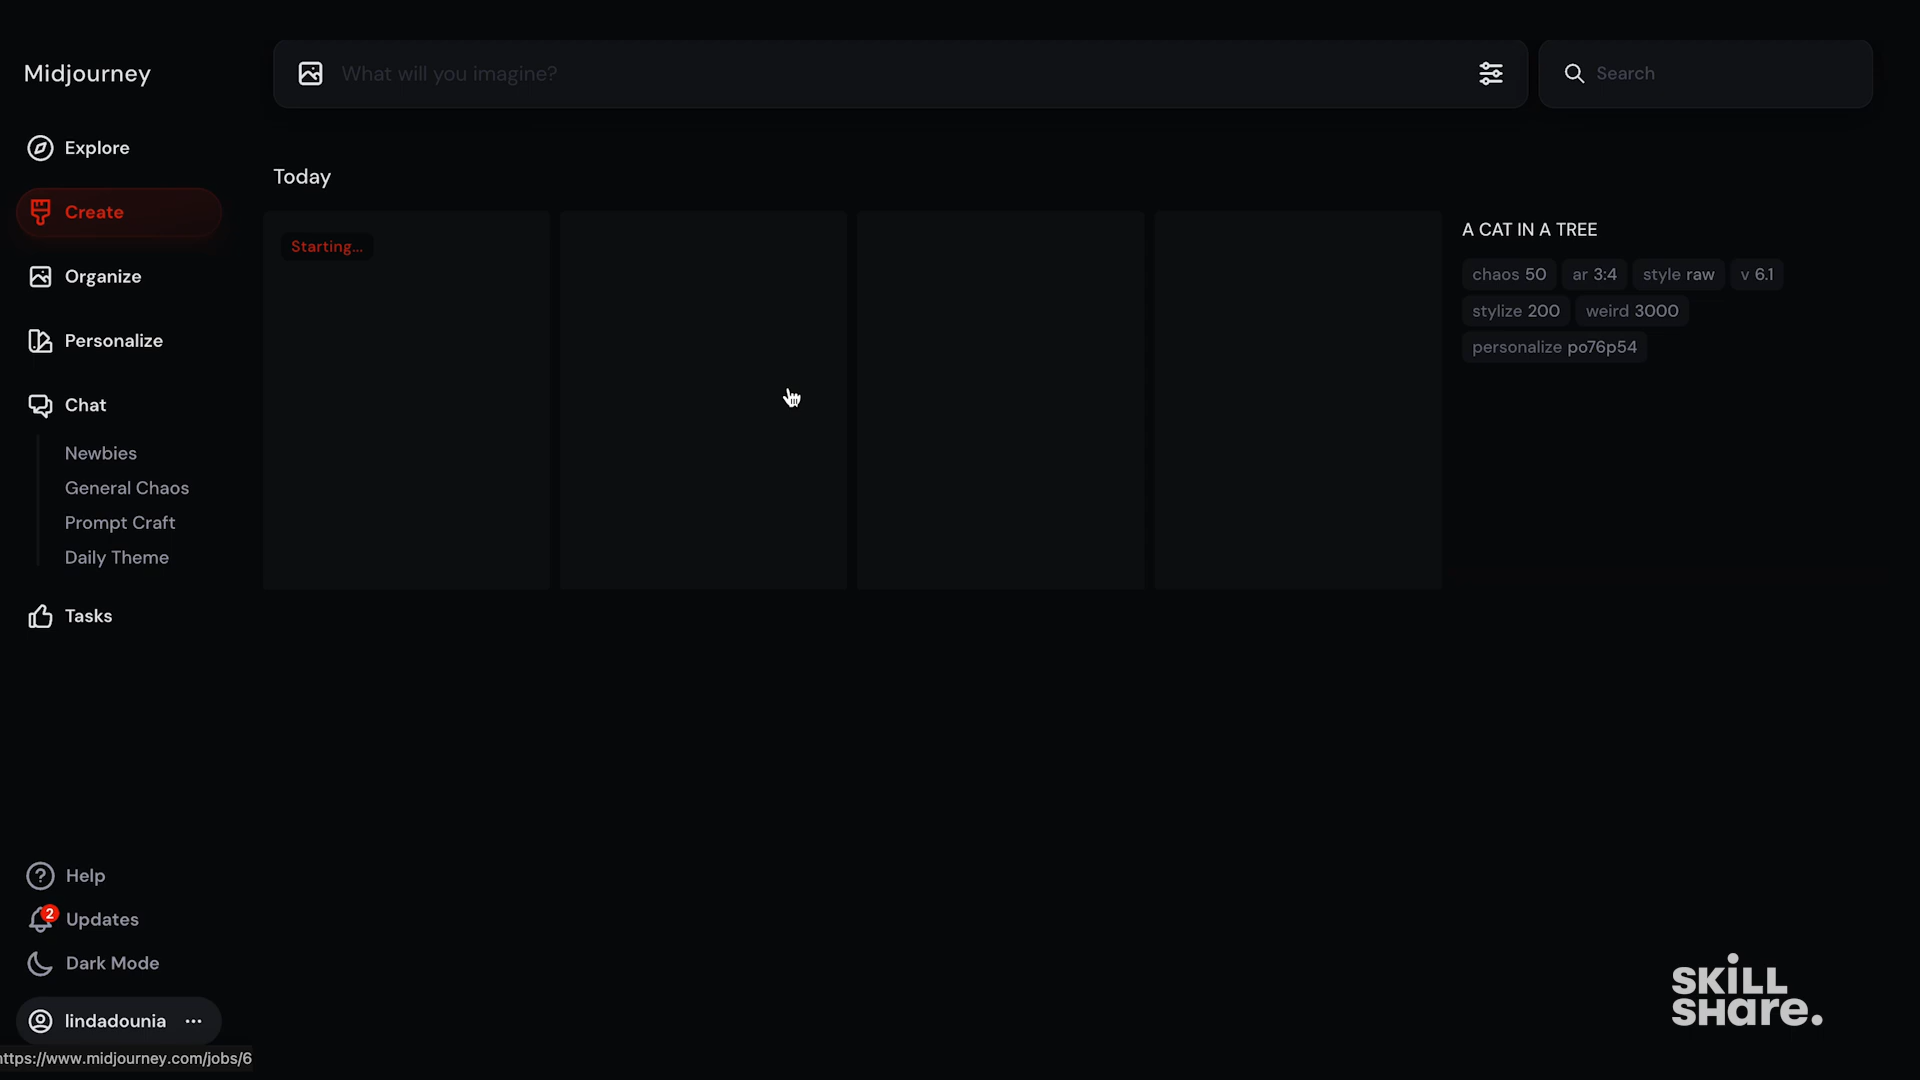 Midjourney
What will you imagine?
Search
Explore
Create
Organize
Personalize
Chat
Newbies
General Chaos
Prompt Craft
Daily Theme
Tasks
Today
Starting...
A CAT IN A TREE
chaos 50 ar 3:4 style raw v 6.1
stylize 200 weird 3000
personalize po76p54
Help
2
Updates
Dark Mode
lindadounia ...
ttps://www.midjourney.com/jobs/6
SKILL
SHare.